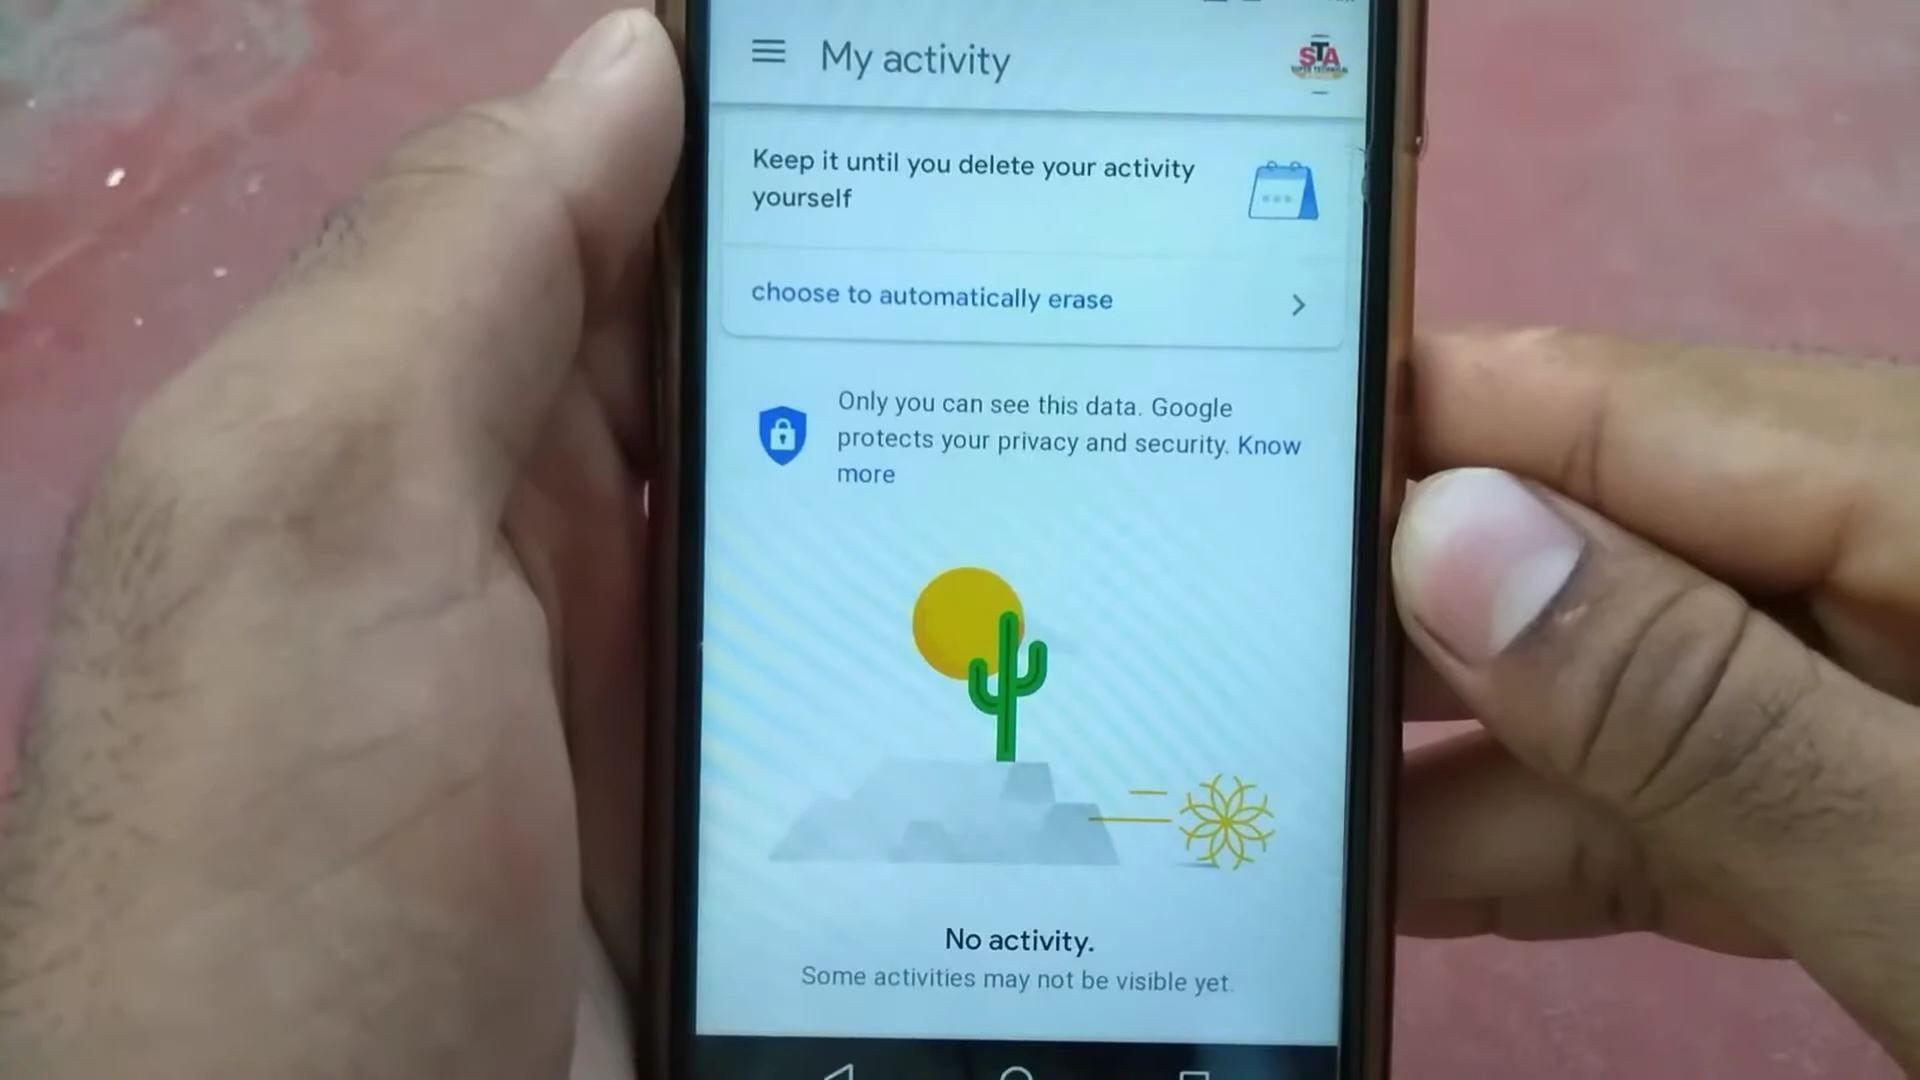 My activity
STA
Keep it until you delete your activity
yourself
choose to automatically erase
Only you can see this data. Google
protects your privacy and security. Know
more
No activity.
Some activities may not be visible yet.